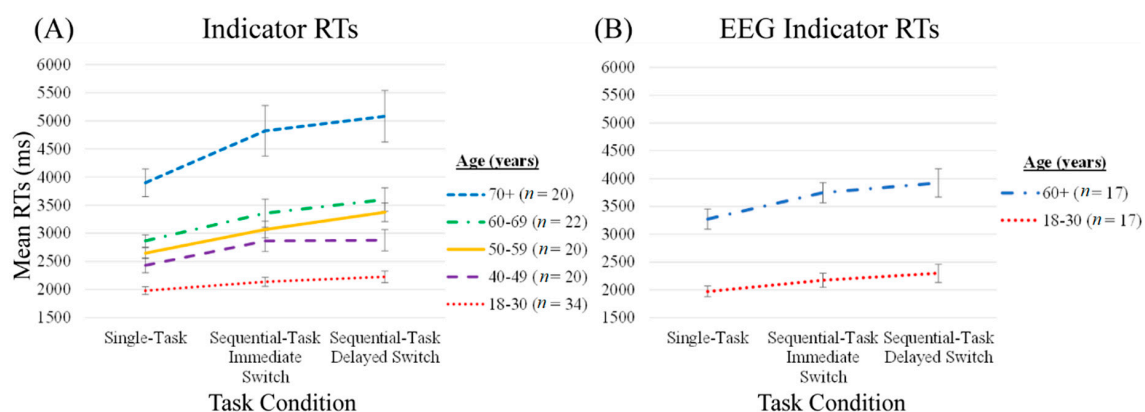 (A) Indicator RTs
Mean RTs (ms)
6000
5500
5000
4500
4000
3500
3000
2500
2000
1500
Single-Task
Sequential-Task
Immediate
Switch
Sequential-Task
Delayed Switch
Task Condition
Age (years)
70+ (n = 20)
60-69 (n = 22)
50-59 (n = 20)
40-49 (n = 20)
18-30 (n = 34)
(B) EEG Indicator RTs
6000
5500
5000
4500
4000
3500
3000
2500
2000
1500
Single-Task
Sequential-Task
Immediate
Switch
Sequential-Task
Delayed Switch
Task Condition
Age (years)
60+ (n = 17)
18-30 (n = 17)